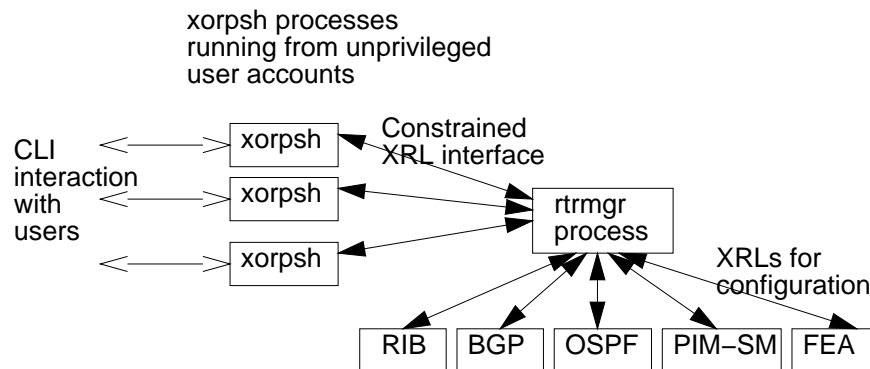 xorpsh processes
running from unprivileged
user accounts
CLI
interaction
with
users
xorpsh
xorpsh
xorpsh
Constrained
XRL interface
rtrmgr
process
XRLs for
configuration
RIB
BGP
OSPF
PIM−SM
FEA